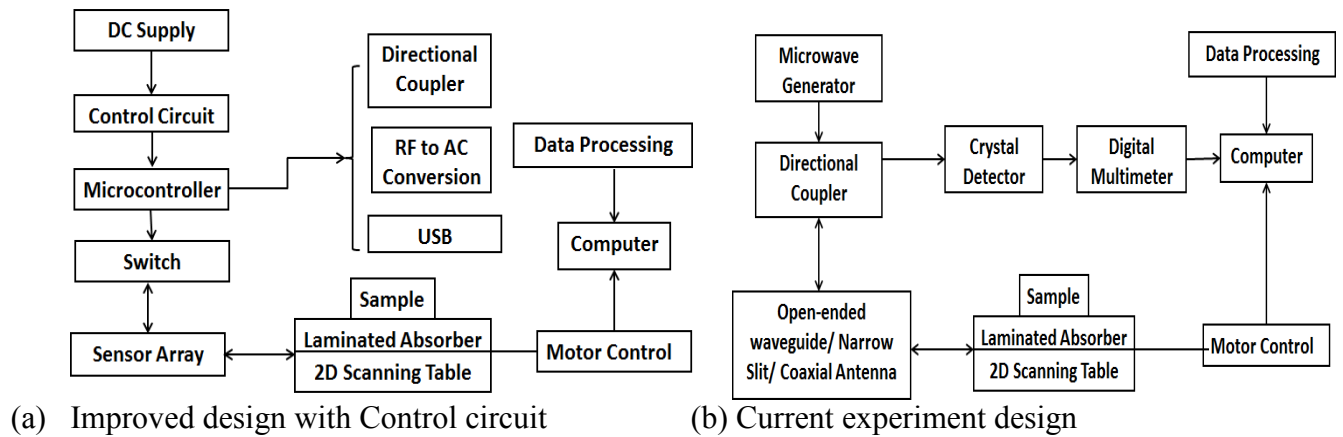 DC Supply
Control Circuit
Microcontroller
Switch
Sensor Array
Directional
Coupler
RF to AC
Conversion
USB
Data Processing
Computer
Sample
Laminated Absorber
2D Scanning Table
Motor Control
(a) Improved design with Control circuit
Microwave
Generator
Directional
Coupler
Crystal
Detector
Digital
Multimeter
Data Processing
Computer
Open-ended
waveguide/ Narrow
Slit/ Coaxial Antenna
Sample
Laminated Absorber
2D Scanning Table
Motor Control
(b) Current experiment design